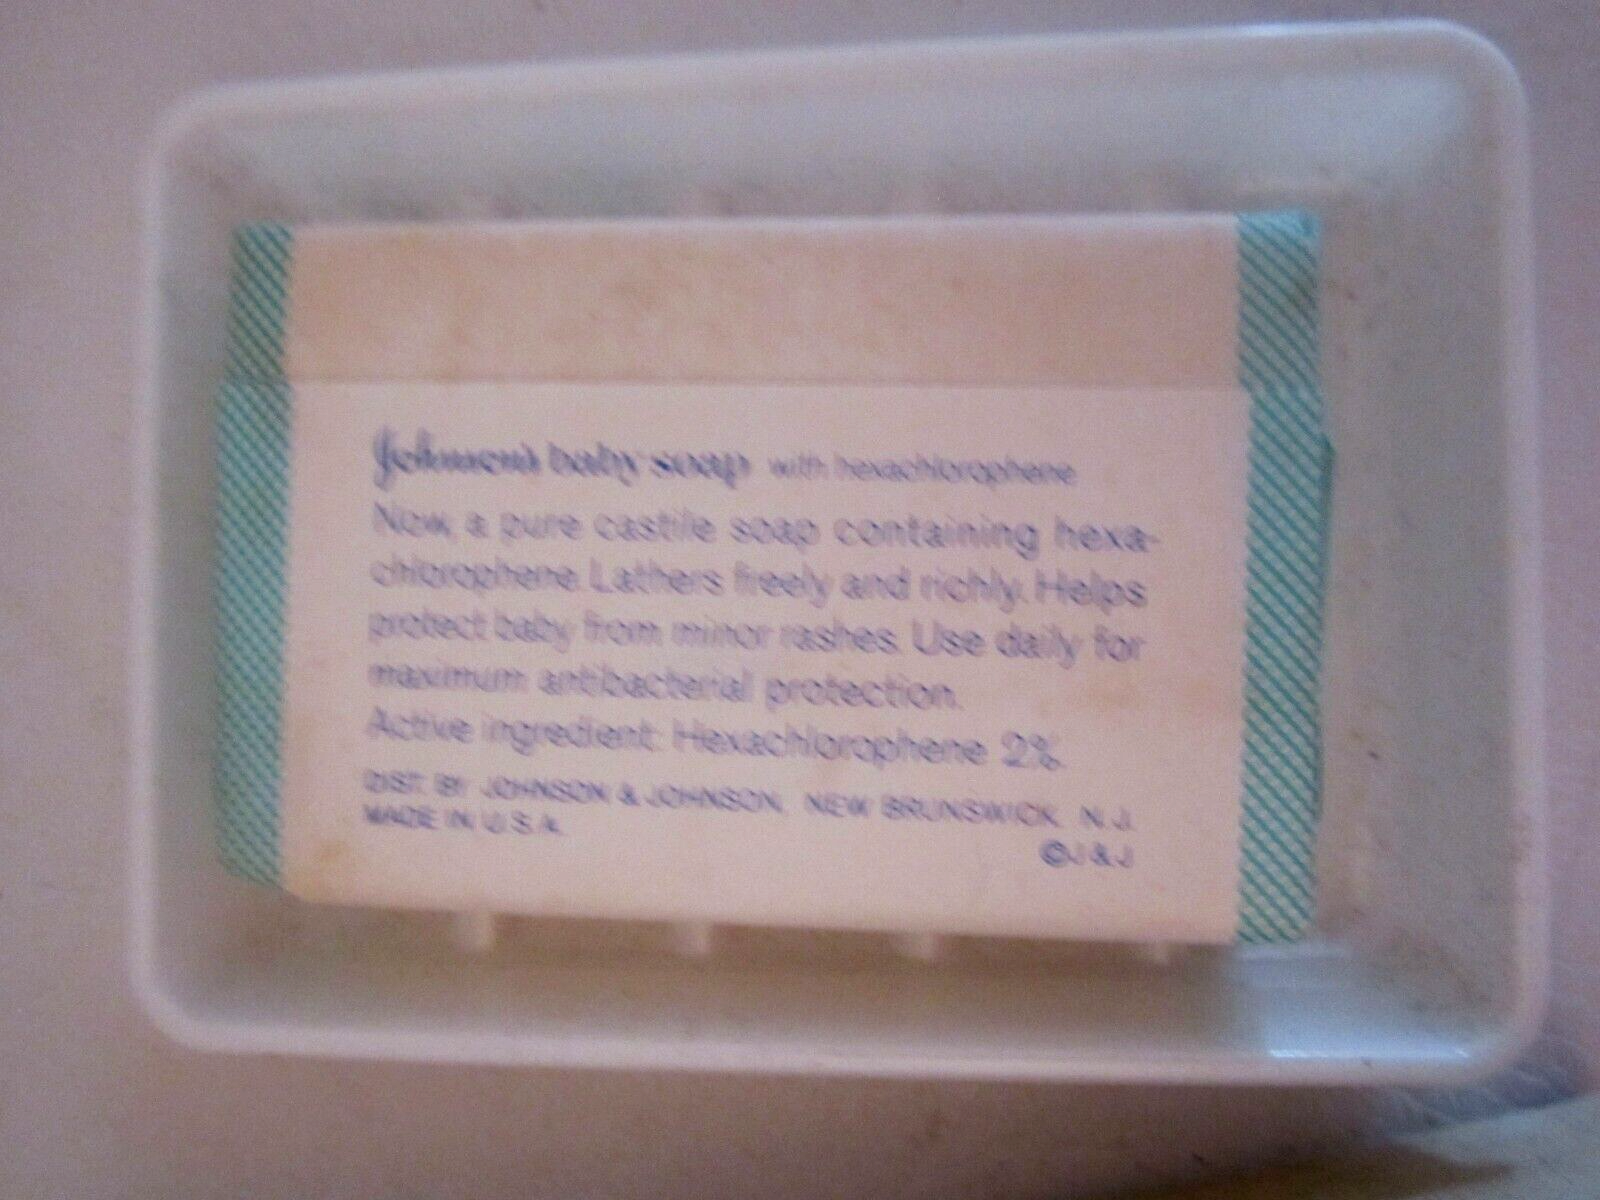 Johnson's baby soap with hexachlorophene
Now, a pure castile soap containing hexa-
chlorophene. Lathers freely and richly. Helps
protect baby from minor rashes. Use daily for
maximum antibacterial protection.
Active ingredient: Hexachlorophene 2%.
DIST. BY JOHNSON & JOHNSON, NEW BRUNSWICK, N.J.
MADE IN U.S.A.
©J&J